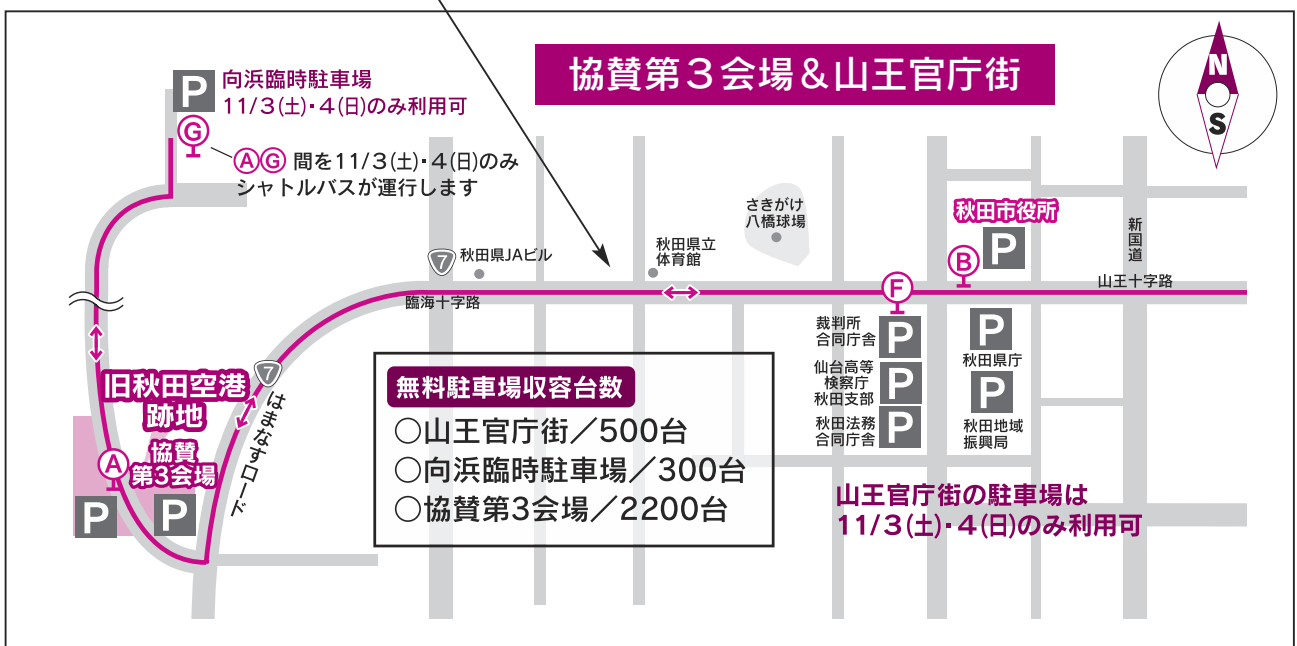 協賛第3会場&山王官庁街
N
S
P
向浜臨時駐車場
11/3(土)・4(日)のみ利用可
G
ⒶⒼ 間を11/3(土)・4(日)のみ
シャトルバスが運行します
さきがけ
八橋球場
秋田市役所
P
新国道
7
秋田県JAビル
秋田県立
体育館
B
F
山王十字路
臨海十字路
裁判所
合同庁舎
P
P
秋田県庁
仙台高等
検察庁
秋田支部
P
P
秋田地域
振興局
秋田法務
合同庁舎
P
7
はまなすロード
旧秋田空港
跡地
協賛
第3会場
A
P
P
無料駐車場収容台数
○山王官庁街/500台
○向浜臨時駐車場/300台
○協賛第3会場/2200台
山王官庁街の駐車場は
11/3(土)・4(日)のみ利用可